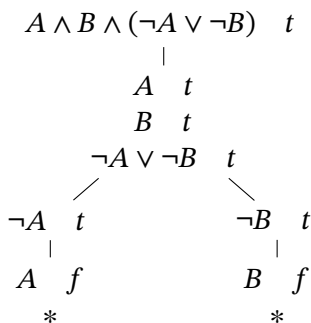 A ∧ B ∧ (¬A ∨ ¬B) t
A t
B t
¬A ∨ ¬B t
¬A t ¬B t
A f B f
* *